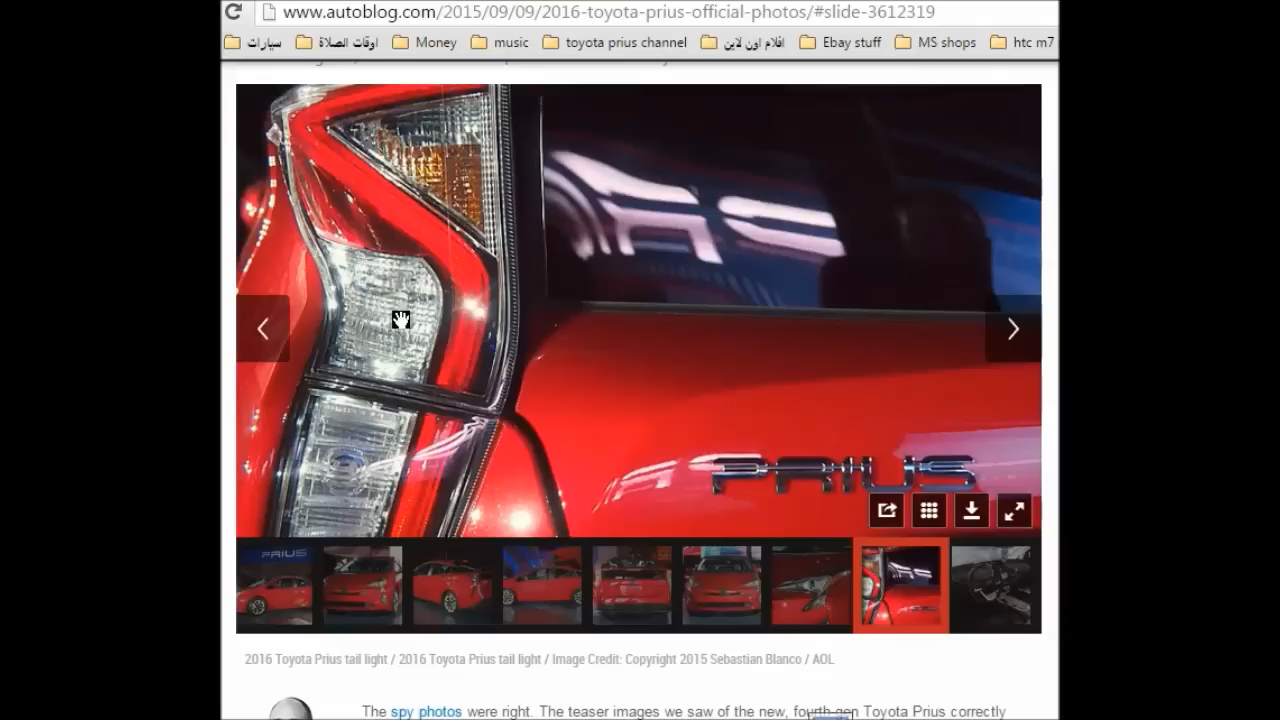 www.autoblog.com/2015/09/09/2016-toyota-prius-official-photos/#slide-3612319
سيارات اوقات الصلاة Money music toyota prius channel افلام اون لاين Ebay stuff MS shops htc m7
PRIUS
PRIUS
2016 Toyota Prius tail light / 2016 Toyota Prius tail light / Image Credit: Copyright 2015 Sebastian Blanco / AOL
The spy photos were right. The teaser images we saw of the new, fourth-gen Toyota Prius correctly